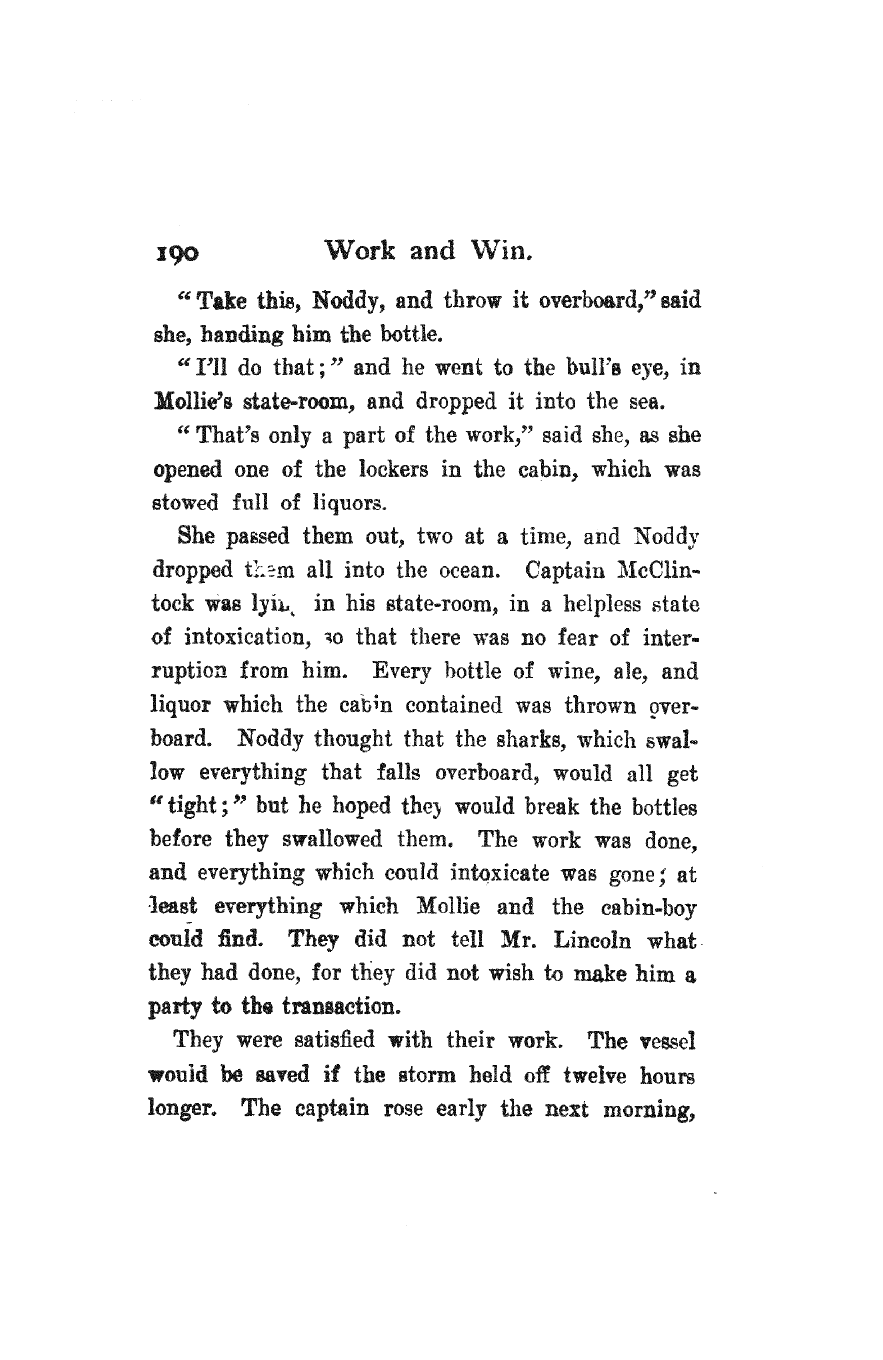 190 Work and Win.
“Take this, Noddy, and throw it overboard,” said
she, handing him the bottle.
“I’ll do that;” and he went to the bull’s eye, in
Mollie’s state-room, and dropped it into the sea.
“That’s only a part of the work,” said she, as she
opened one of the lockers in the cabin, which was
stowed full of liquors.
She passed them out, two at a time, and Noddy
dropped them all into the ocean. Captain McClin-
tock was lying in his state-room, in a helpless state
of intoxication, so that there was no fear of inter-
ruption from him. Every bottle of wine, ale, and
liquor which the cabin contained was thrown over-
board. Noddy thought that the sharks, which swal-
low everything that falls overboard, would all get
“tight;” but he hoped they would break the bottles
before they swallowed them. The work was done,
and everything which could intoxicate was gone; at
least everything which Mollie and the cabin-boy
could find. They did not tell Mr. Lincoln what
they had done, for they did not wish to make him a
party to the transaction.
They were satisfied with their work. The vessel
would be saved if the storm held off twelve hours
longer. The captain rose early the next morning,